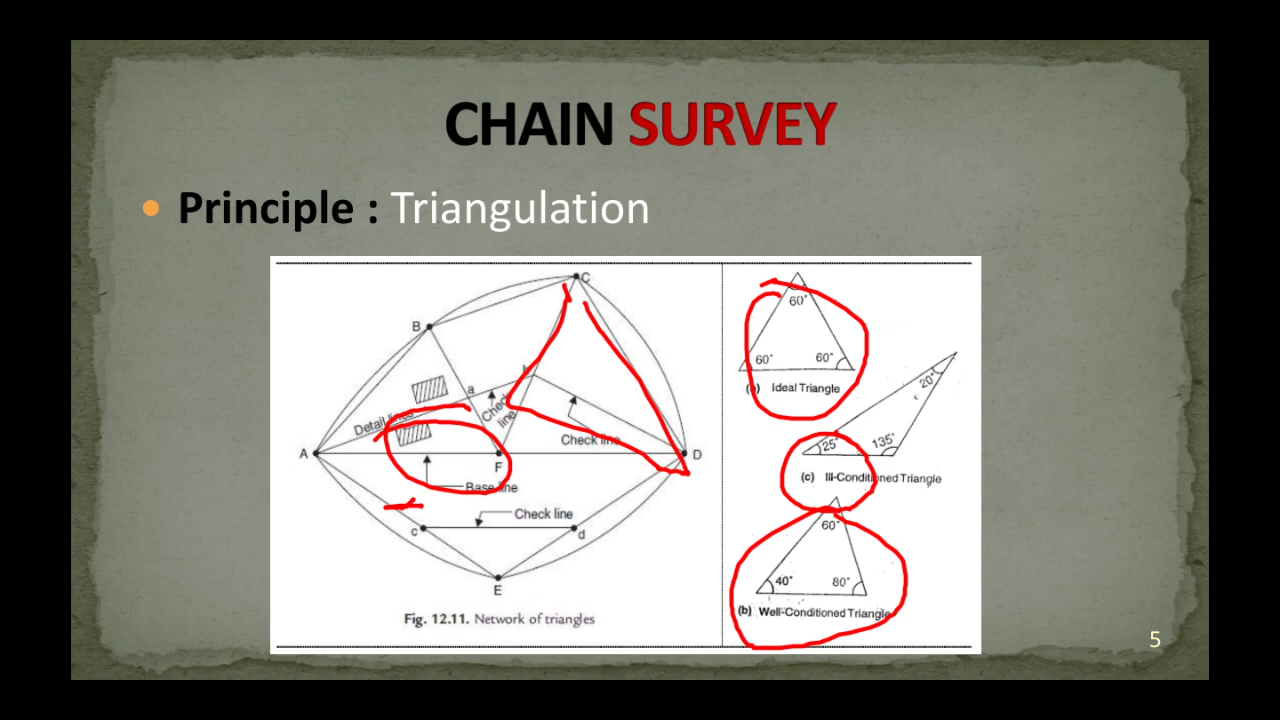 CHAIN SURVEY
• Principle : Triangulation
C
B
a
b
Detail lines
Check line
Check line
A
F
D
Base line
Check line
c
d
E
Fig. 12.11. Network of triangles
60°
60° 60°
(a) Ideal Triangle
20°
25° 135°
(c) Ill-Conditioned Triangle
60°
40° 80°
(b) Well-Conditioned Triangle
5